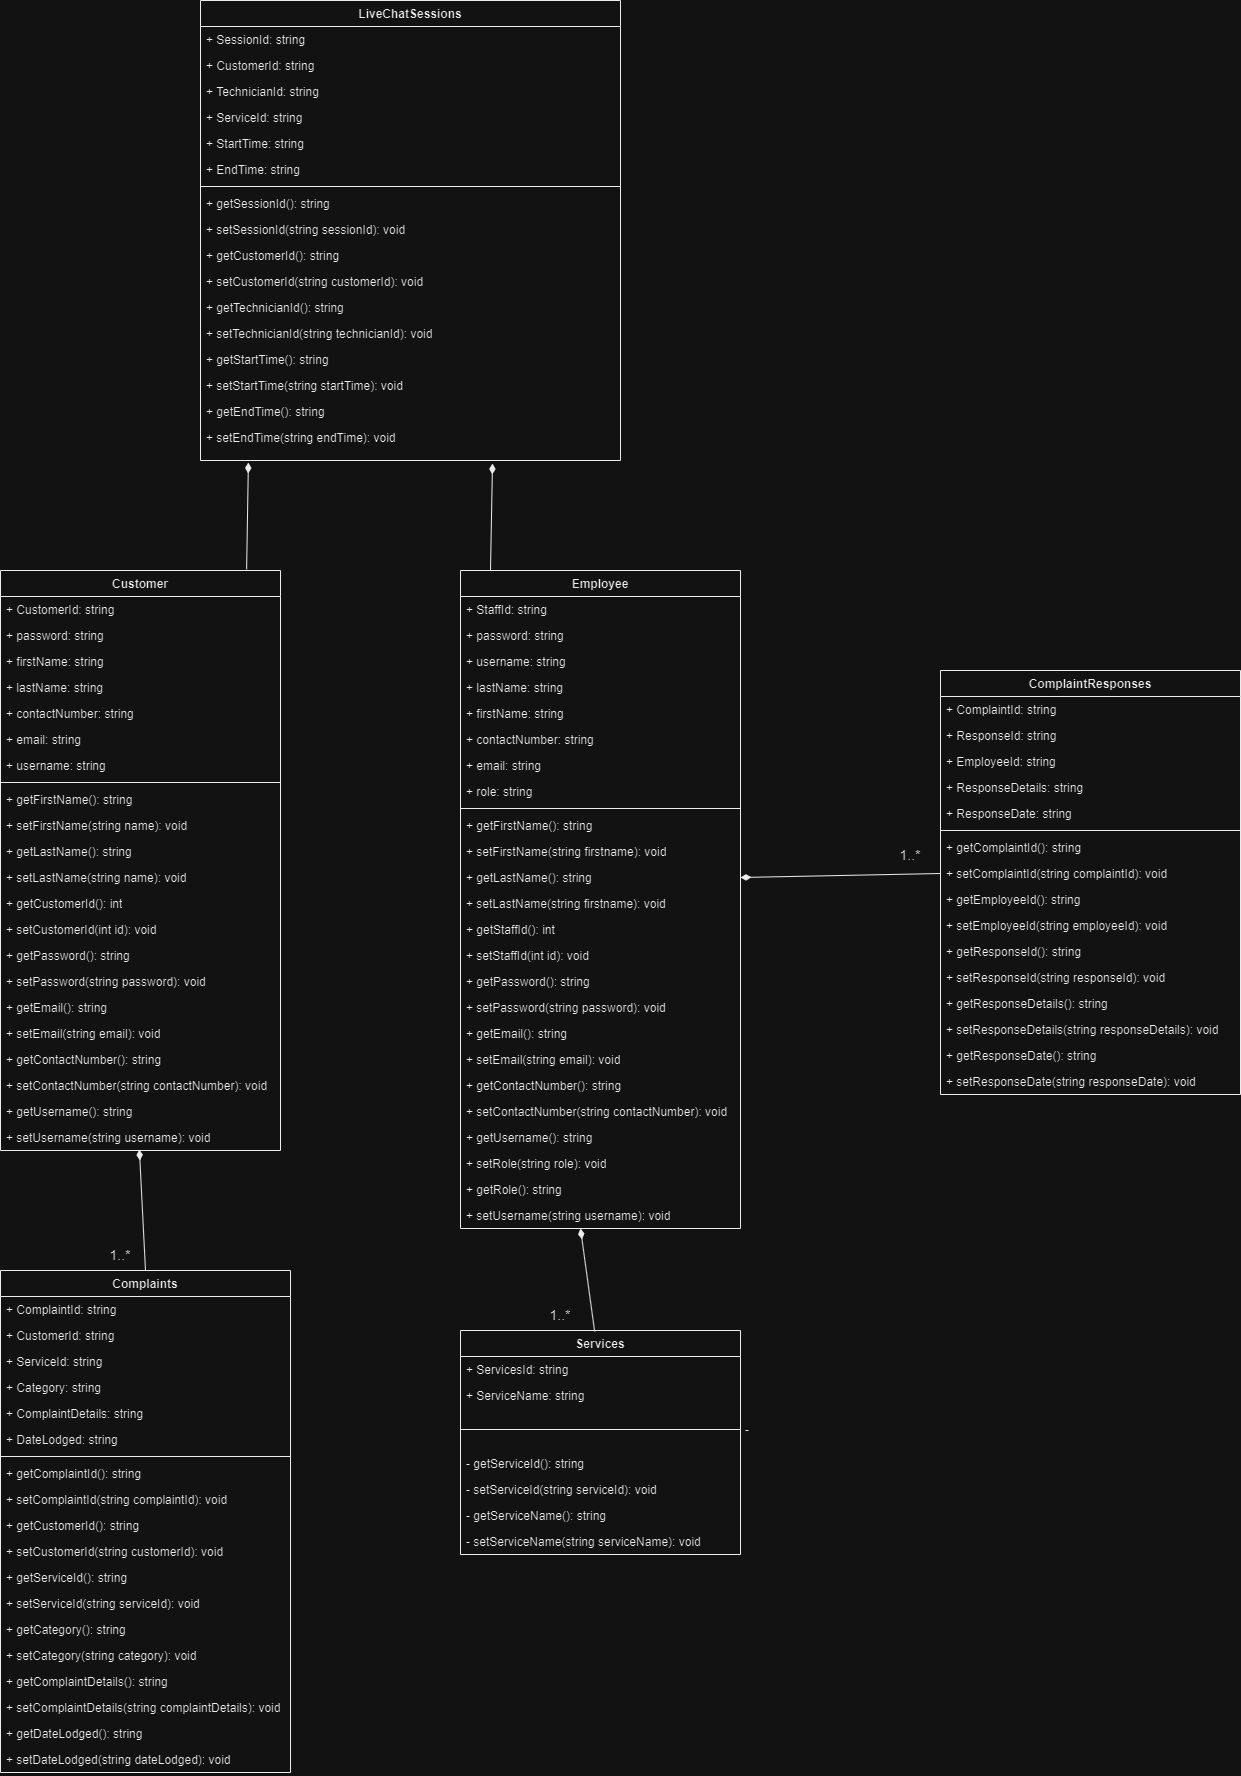 LiveChatSessions
+ SessionId: string
+ CustomerId: string
+ TechnicianId: string
+ ServiceId: string
+ StartTime: string
+ EndTime: string
+ getSessionId(): string
+ setSessionId(string sessionId): void
+ getCustomerId(): string
+ setCustomerId(string customerId): void
+ getTechnicianId(): string
+ setTechnicianId(string technicianId): void
+ getStartTime(): string
+ setStartTime(string startTime): void
+ getEndTime(): string
+ setEndTime(string endTime): void
Customer
+ CustomerId: string
+ password: string
+ firstName: string
+ lastName: string
+ contactNumber: string
+ email: string
+ username: string
+ getFirstName(): string
+ setFirstName(string name): void
+ getLastName(): string
+ setLastName(string name): void
+ getCustomerId(): int
+ setCustomerId(int id): void
+ getPassword(): string
+ setPassword(string password): void
+ getEmail(): string
+ setEmail(string email): void
+ getContactNumber(): string
+ setContactNumber(string contactNumber): void
+ getUsername(): string
+ setUsername(string username): void
Employee
+ StaffId: string
+ password: string
+ username: string
+ lastName: string
+ firstName: string
+ contactNumber: string
+ email: string
+ role: string
+ getFirstName(): string
+ setFirstName(string firstname): void
+ getLastName(): string
+ setLastName(string firstname): void
+ getStaffId(): int
+ setStaffId(int id): void
+ getPassword(): string
+ setPassword(string password): void
+ getEmail(): string
+ setEmail(string email): void
+ getContactNumber(): string
+ setContactNumber(string contactNumber): void
+ getUsername(): string
+ setRole(string role): void
+ getRole(): string
+ setUsername(string username): void
1..*
ComplaintResponses
+ ComplaintId: string
+ ResponseId: string
+ EmployeeId: string
+ ResponseDetails: string
+ ResponseDate: string
+ getComplaintId(): string
+ setComplaintId(string complaintId): void
+ getEmployeeId(): string
+ setEmployeeId(string employeeId): void
+ getResponseId(): string
+ setResponseId(string responseId): void
+ getResponseDetails(): string
+ setResponseDetails(string responseDetails): void
+ getResponseDate(): string
+ setResponseDate(string responseDate): void
1..*
Complaints
+ ComplaintId: string
+ CustomerId: string
+ ServiceId: string
+ Category: string
+ ComplaintDetails: string
+ DateLodged: string
+ getComplaintId(): string
+ setComplaintId(string complaintId): void
+ getCustomerId(): string
+ setCustomerId(string customerId): void
+ getServiceId(): string
+ setServiceId(string serviceId): void
+ getCategory(): string
+ setCategory(string category): void
+ getComplaintDetails(): string
+ setComplaintDetails(string complaintDetails): void
+ getDateLodged(): string
+ setDateLodged(string dateLodged): void
1..*
Services
+ ServicesId: string
+ ServiceName: string
-
- getServiceId(): string
- setServiceId(string serviceId): void
- getServiceName(): string
- setServiceName(string serviceName): void